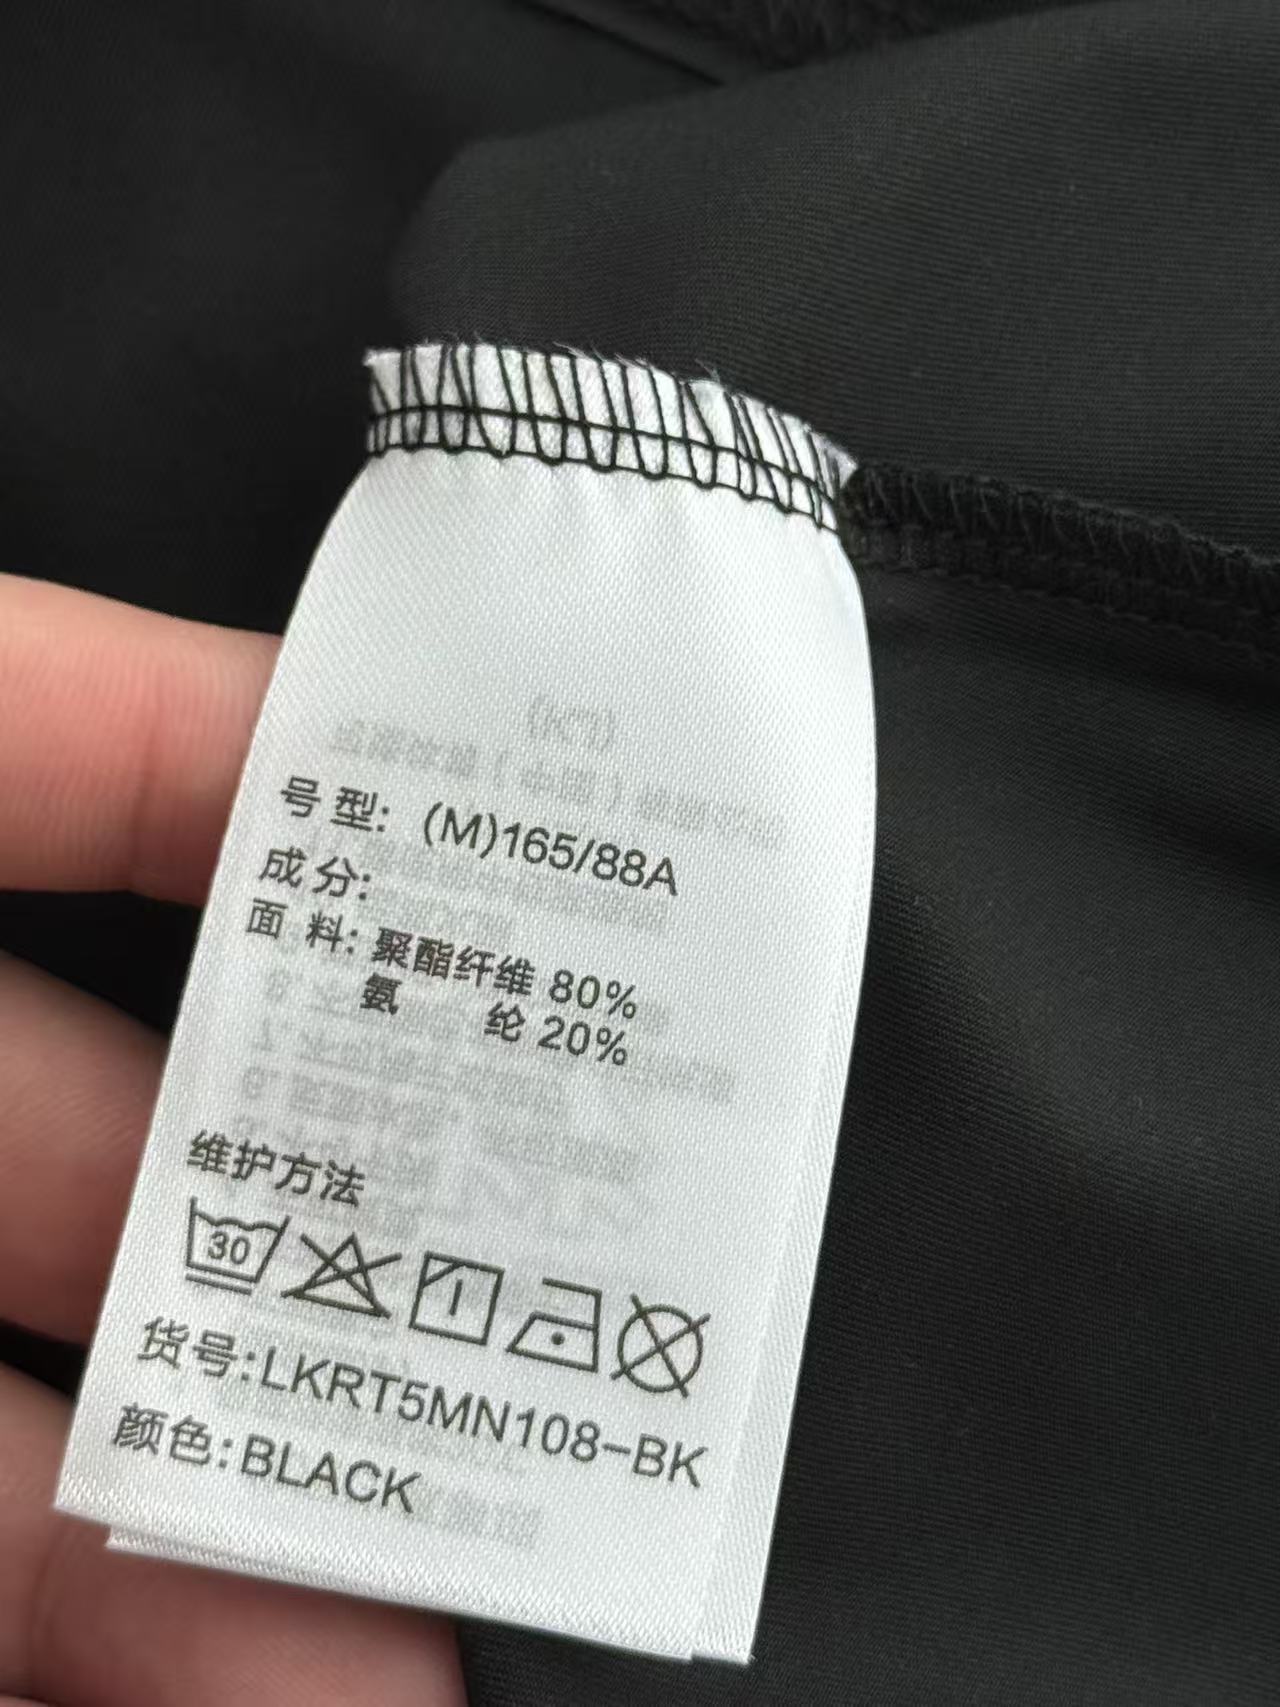 号型: (M)165/88A
成分:
面料: 聚酯纤维 80%
氨纶 20%
维护方法
30
货号:LKRT5MN108-BK
颜色:BLACK